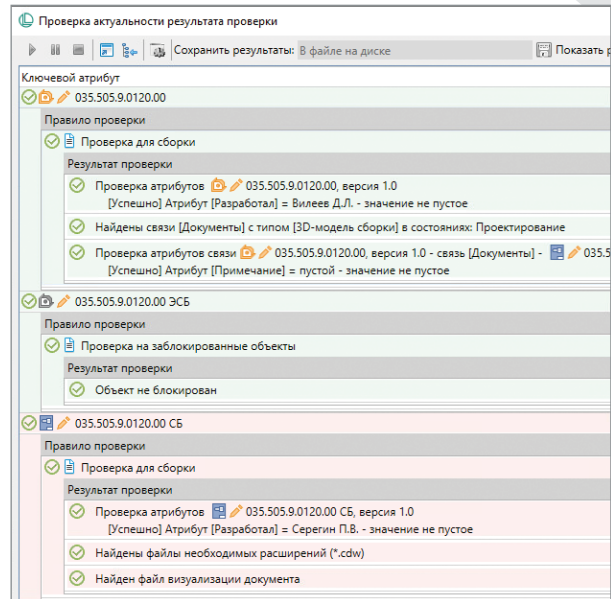 Проверка актуальности результата проверки
Сохранить результаты: В файле на диске Показать
Ключевой атрибут
035.505.9.0120.00
Правило проверки
Проверка для сборки
Результат проверки
Проверка атрибутов 035.505.9.0120.00, версия 1.0
[Успешно] Атрибут [Разработал] = Вилеев Д.Л. - значение не пустое
Найдены связи [Документы] с типом [3D-модель сборки] в состояниях: Проектирование
Проверка атрибутов связи 035.505.9.0120.00, версия 1.0 - связь [Документы] - 035.5
[Успешно] Атрибут [Примечание] = пустой - значение не пустое
035.505.9.0120.00 ЭСБ
Правило проверки
Проверка на заблокированные объекты
Результат проверки
Объект не блокирован
035.505.9.0120.00 СБ
Правило проверки
Проверка для сборки
Результат проверки
Проверка атрибутов 035.505.9.0120.00 СБ, версия 1.0
[Успешно] Атрибут [Разработал] = Серегин П.В. - значение не пустое
Найдены файлы необходимых расширений (*.cdw)
Найден файл визуализации документа